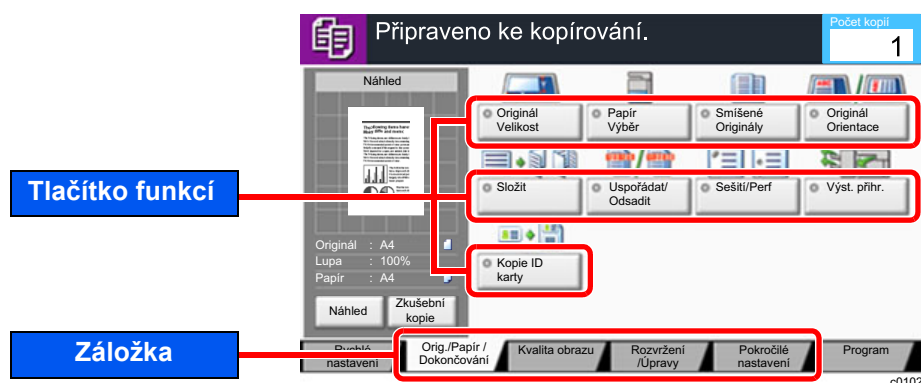 Připraveno ke kopírování.
Počet kopií
1
Náhled
Originál
Velikost
Papír
Výběr
Smíšené
Originály
Originál
Orientace
Tlačítko funkcí
Složit
Uspořádat/
Odsadit
Sešití/Perf
Výst. přihr.
Originál : A4
Lupa : 100%
Papír : A4
Kopie ID
karty
Náhled
Zkušební
kopie
Záložka
Rychlé
nastavení
Orig./Papír /
Dokončování
Kvalita obrazu
Rozvržení
/Úpravy
Pokročilé
nastavení
Program